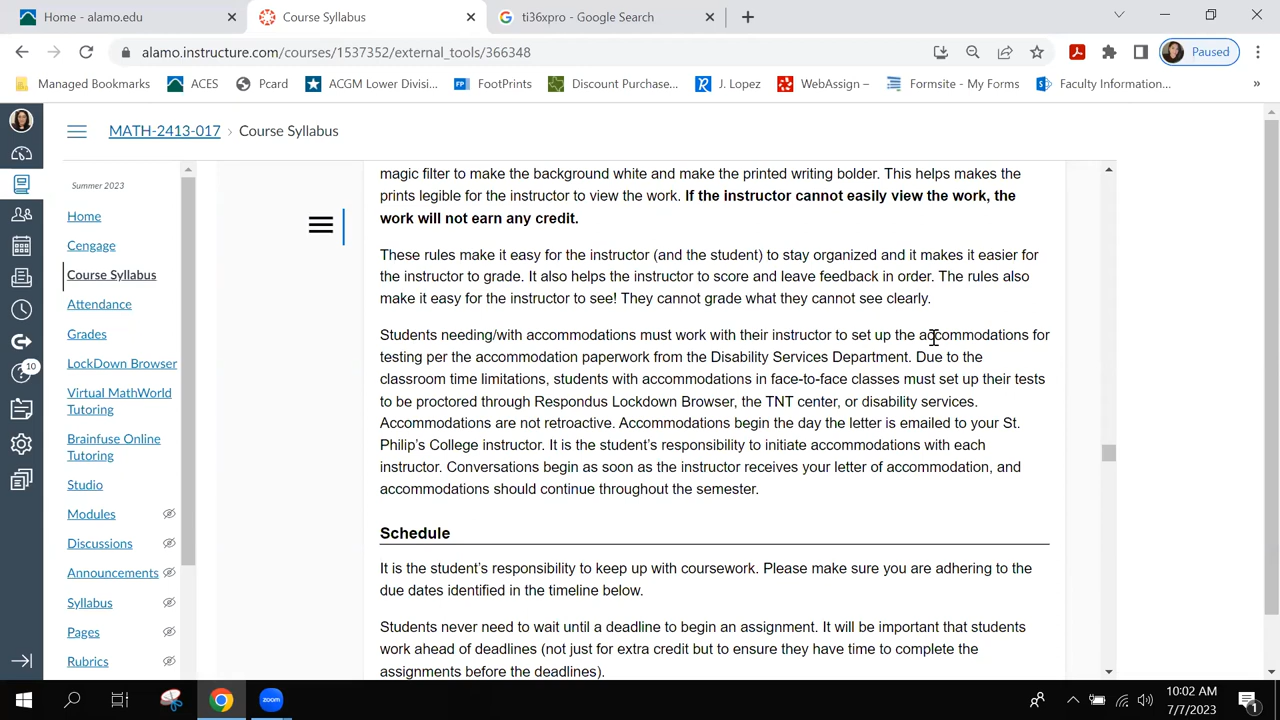 Home - alamo.edu
Course Syllabus
ti36xpro - Google Search
alamo.instructure.com/courses/1537352/external_tools/366348
Paused
Managed Bookmarks
ACES
Pcard
ACGM Lower Divisi...
FootPrints
Discount Purchase...
J. Lopez
WebAssign –
Formsite - My Forms
Faculty Information...
»
MATH-2413-017 › Course Syllabus
Summer 2023
Home
Cengage
Course Syllabus
Attendance
Grades
LockDown Browser
Virtual MathWorld
Tutoring
Brainfuse Online
Tutoring
Studio
Modules
Discussions
Announcements
Syllabus
Pages
Rubrics
10
magic filter to make the background white and make the printed writing bolder. This helps makes the
prints legible for the instructor to view the work. If the instructor cannot easily view the work, the
work will not earn any credit.
These rules make it easy for the instructor (and the student) to stay organized and it makes it easier for
the instructor to grade. It also helps the instructor to score and leave feedback in order. The rules also
make it easy for the instructor to see! They cannot grade what they cannot see clearly.
Students needing/with accommodations must work with their instructor to set up the accommodations for
testing per the accommodation paperwork from the Disability Services Department. Due to the
classroom time limitations, students with accommodations in face-to-face classes must set up their tests
to be proctored through Respondus Lockdown Browser, the TNT center, or disability services.
Accommodations are not retroactive. Accommodations begin the day the letter is emailed to your St.
Philip's College instructor. It is the student's responsibility to initiate accommodations with each
instructor. Conversations begin as soon as the instructor receives your letter of accommodation, and
accommodations should continue throughout the semester.
Schedule
It is the student's responsibility to keep up with coursework. Please make sure you are adhering to the
due dates identified in the timeline below.
Students never need to wait until a deadline to begin an assignment. It will be important that students
work ahead of deadlines (not just for extra credit but to ensure they have time to complete the
assignments before the deadlines).
zoom
10:02 AM
7/7/2023
1